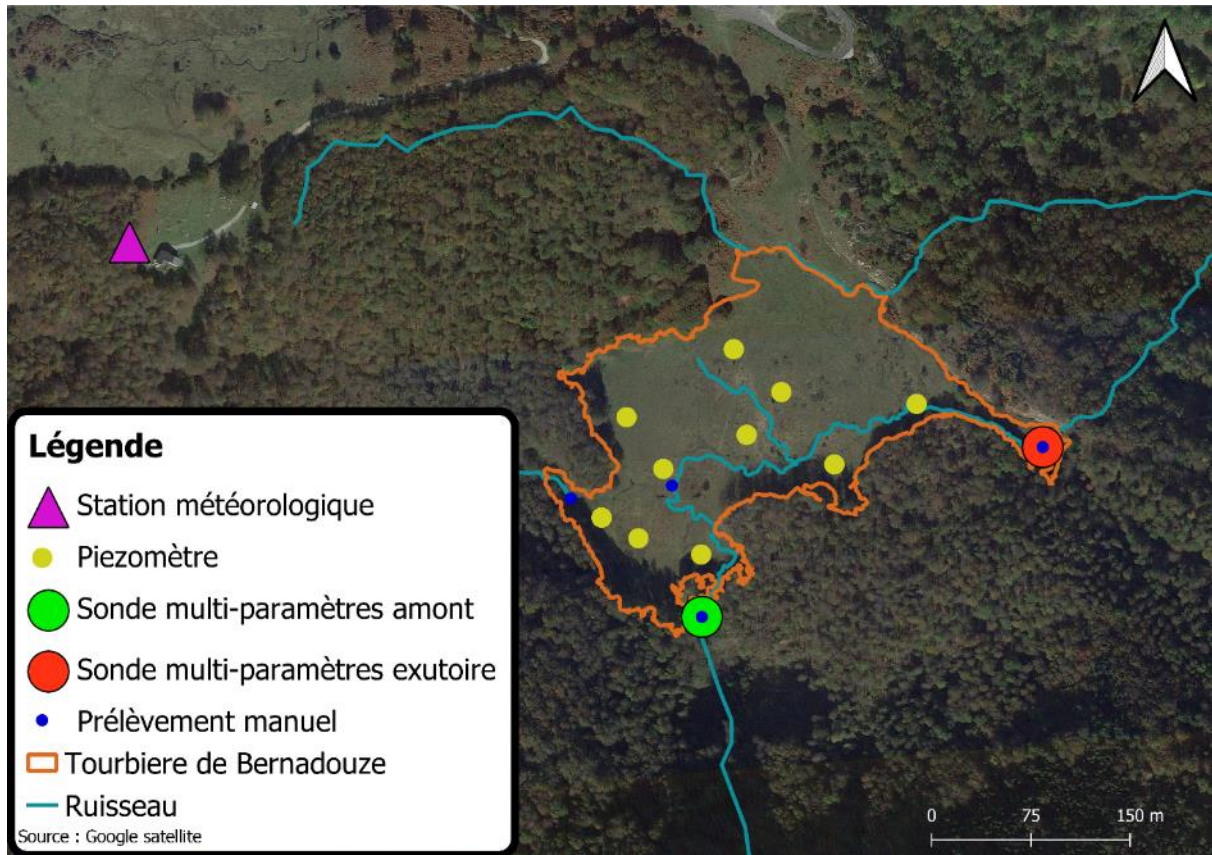 Légende
Station météorologique
Piezomètre
Sonde multi-paramètres amont
Sonde multi-paramètres exutoire
Prélèvement manuel
Tourbiere de Bernadouze
Ruisseau
Source : Google satellite
0 75 150 m